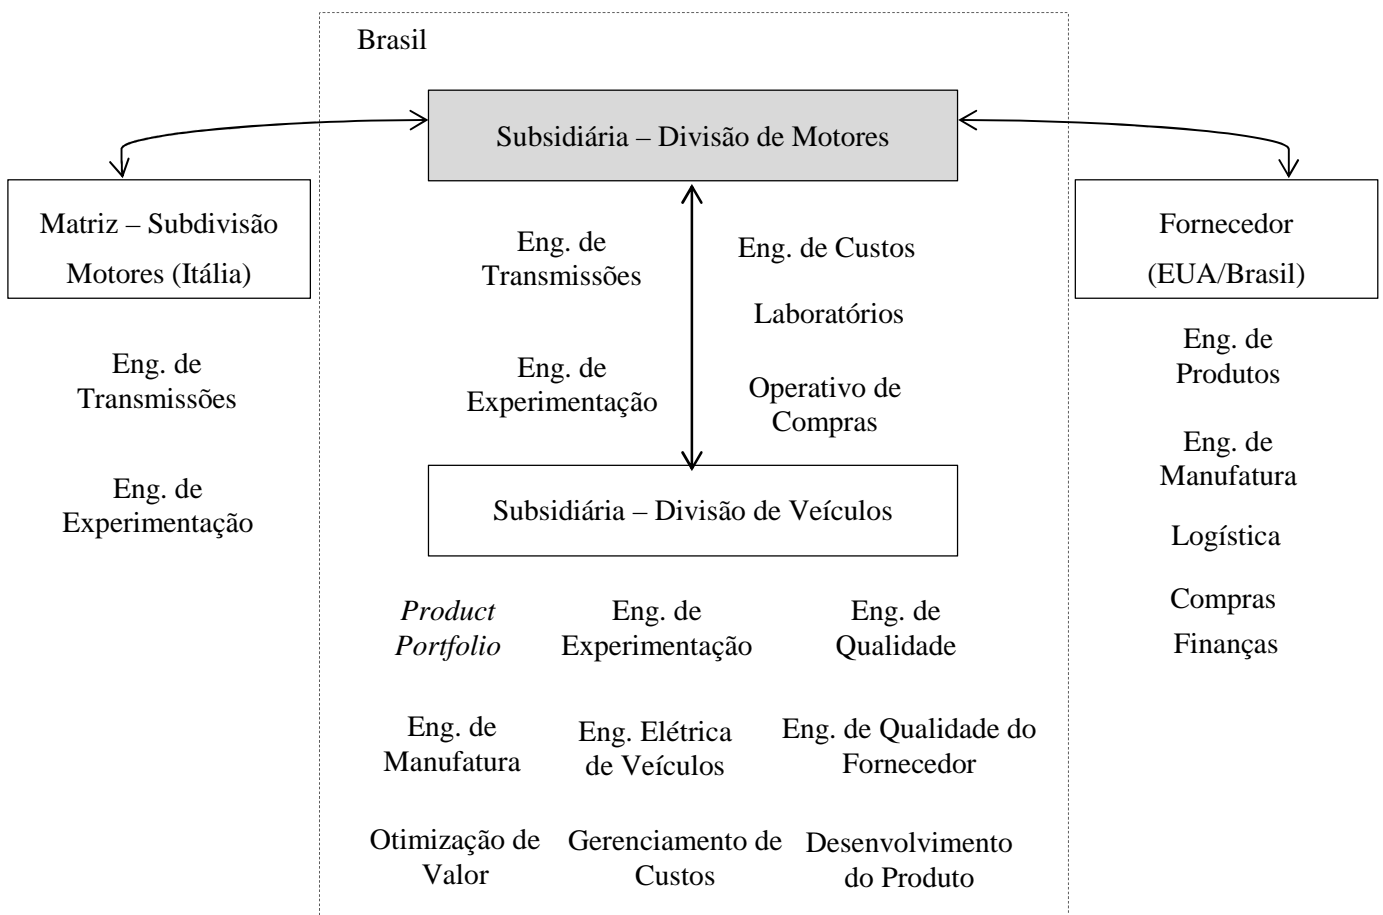 Brasil
Subsidiária – Divisão de Motores
Matriz – Subdivisão
Motores (Itália)
Fornecedor
(EUA/Brasil)
Eng. de
Transmissões
Eng. de
Experimentação
Eng. de
Transmissões
Eng. de
Experimentação
Eng. de Custos
Laboratórios
Operativo de
Compras
Eng. de
Produtos
Eng. de
Manufatura
Logística
Compras
Finanças
Subsidiária – Divisão de Veículos
Product
Portfolio
Eng. de
Experimentação
Eng. de
Qualidade
Eng. de
Manufatura
Eng. Elétrica
de Veículos
Eng. de Qualidade do
Fornecedor
Otimização de
Valor
Gerenciamento de
Custos
Desenvolvimento
do Produto